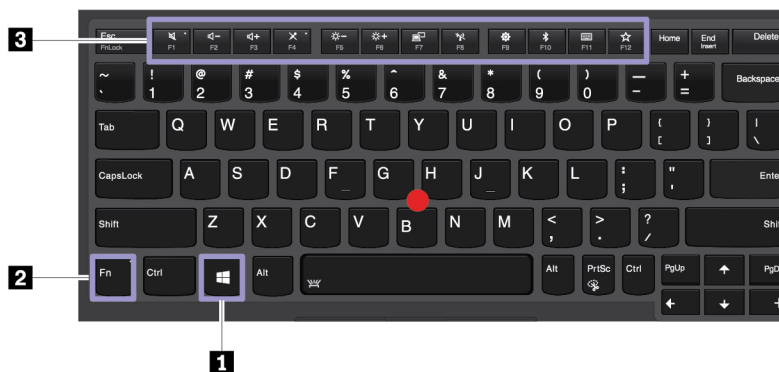 3
Esc
FnLock
F1 F2 F3 F4 F5 F6 F7 F8 F9 F10 F11 F12 Home End Delete
Insert
~ ! @ # $ % ^ & * ( ) — +
` 1 2 3 4 5 6 7 8 9 0 - = Backspace
Tab Q W E R T Y U I O P { } |
[ ] \
CapsLock A S D F G H J K L : " Ente
; '
Shift Z X C V B N M < > ? Shi
, . /
2 Fn Ctrl Alt Alt PrtSc Ctrl PgUp PgD
1